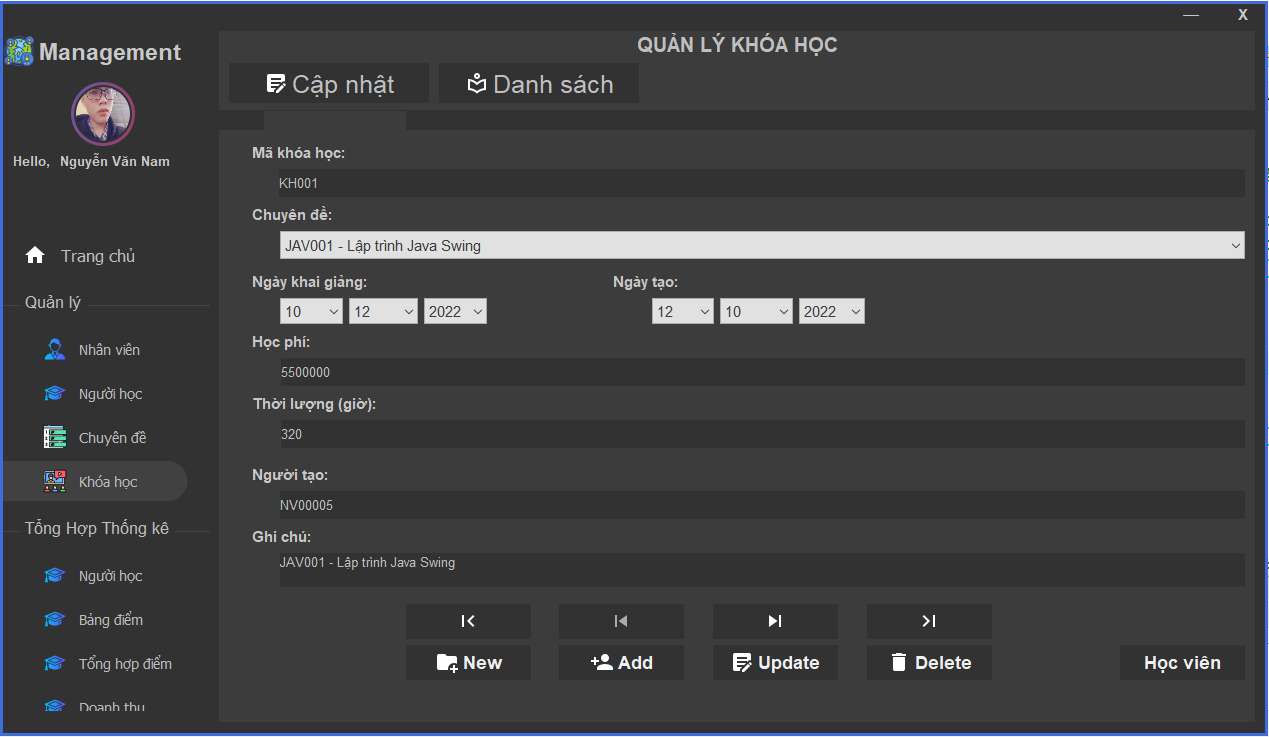 X
Management
QUẢN LÝ KHÓA HỌC
Cập nhật Danh sách
Hello, Nguyễn Văn Nam
Trang chủ
Quản lý
Nhân viên
Người học
Chuyên đề
Khóa học
Tổng Hợp Thống kê
Người học
Bảng điểm
Tổng hợp điểm
Doanh thu
Mã khóa học:
KH001
Chuyên đề:
JAV001 - Lập trình Java Swing
Ngày khai giảng: Ngày tạo:
10 12 2022 12 10 2022
Học phí:
5500000
Thời lượng (giờ):
320
Người tạo:
NV00005
Ghi chú:
JAV001 - Lập trình Java Swing
New Add Update Delete Học viên